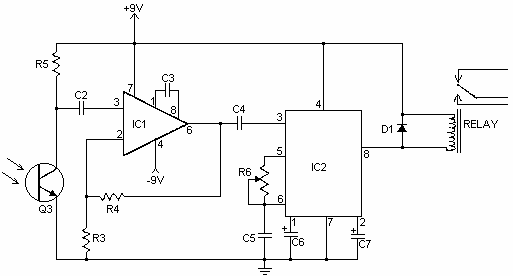 +9V
R5
C2
3
7
1
C3
8
IC1
2
4
6
-9V
C4
3
4
5
R6
6
IC2
8
D1
RELAY
Q3
R4
R3
C5
1
+
C6
7
2
+
C7